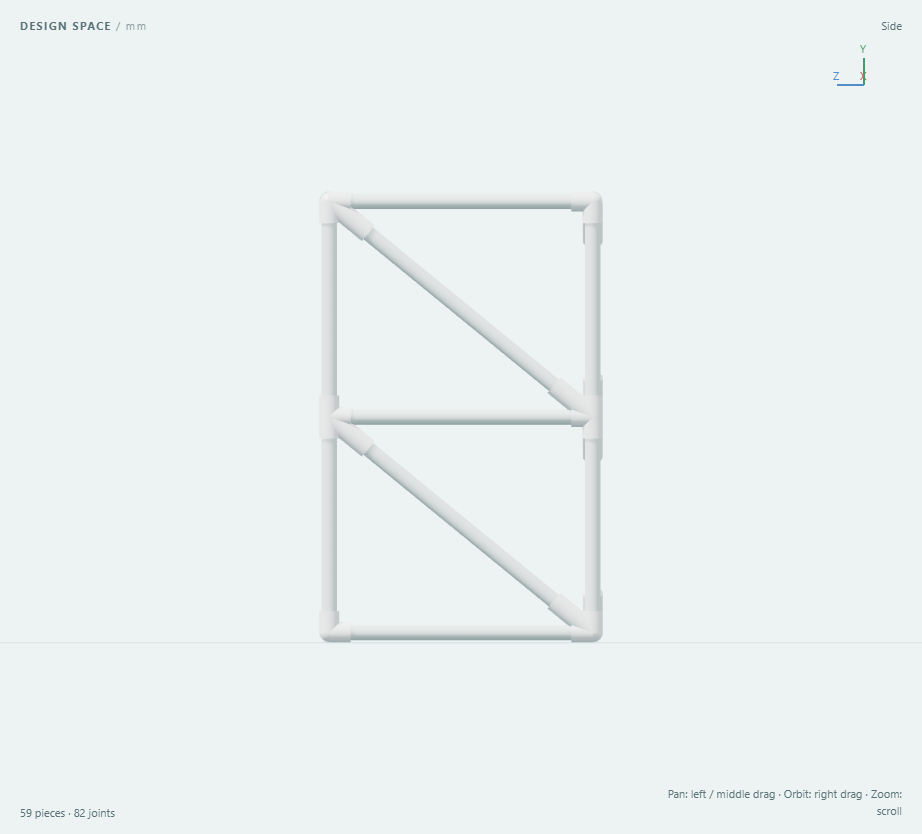 DESIGN SPACE / mm
Side
Y
Z X
Pan: left / middle drag · Orbit: right drag · Zoom:
scroll
59 pieces · 82 joints